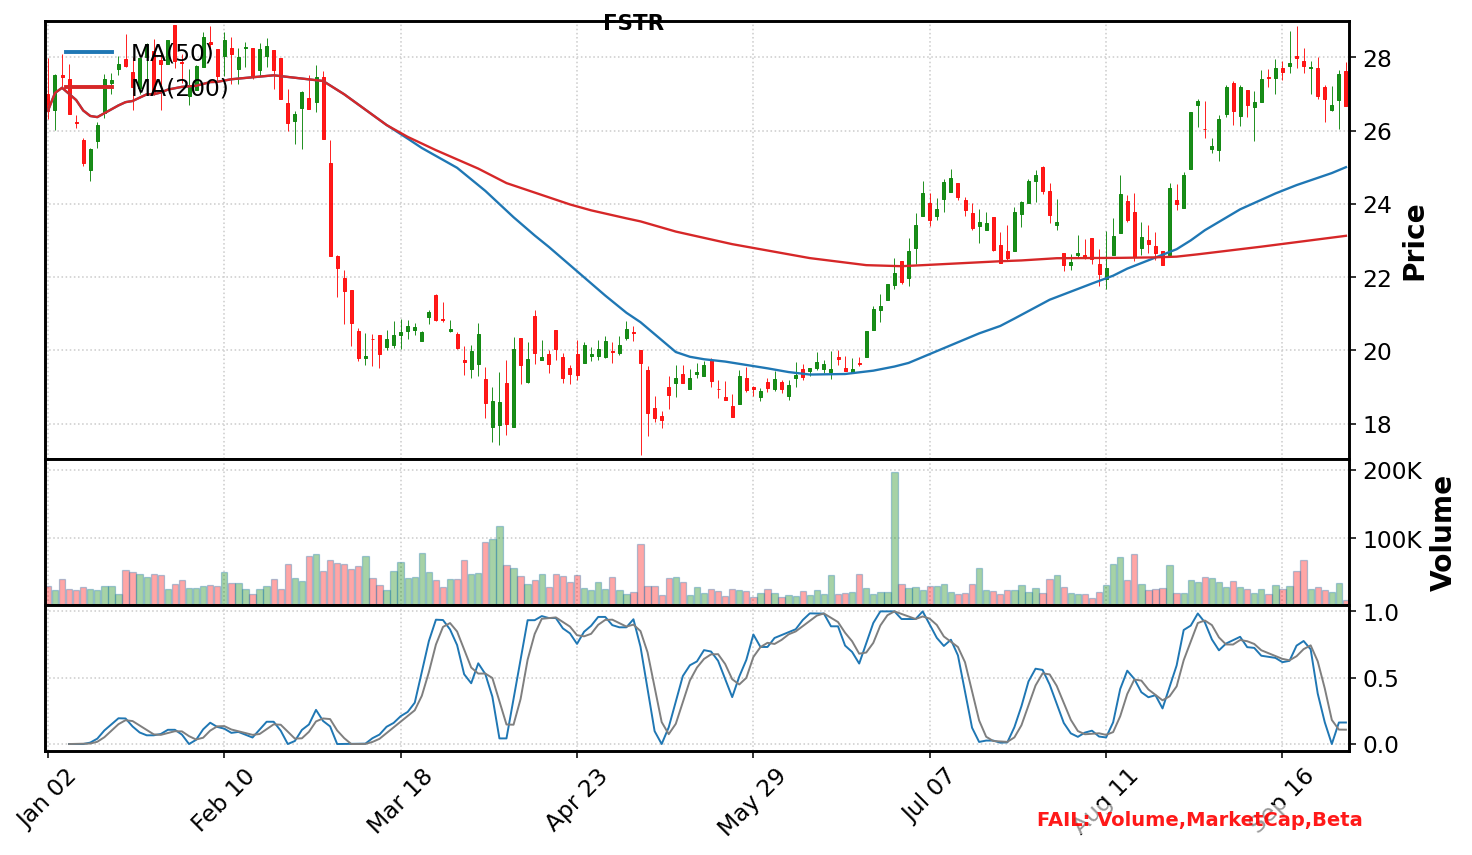 FSTR
MA(50)
MA(200)
28
26
24
22
20
18
Price
200K
100K
Volume
1.0
0.5
0.0
Jan 02
Feb 10
Mar 18
Apr 23
May 29
Jul 07
Aug 11
Sep 16
FAIL: Volume,MarketCap,Beta